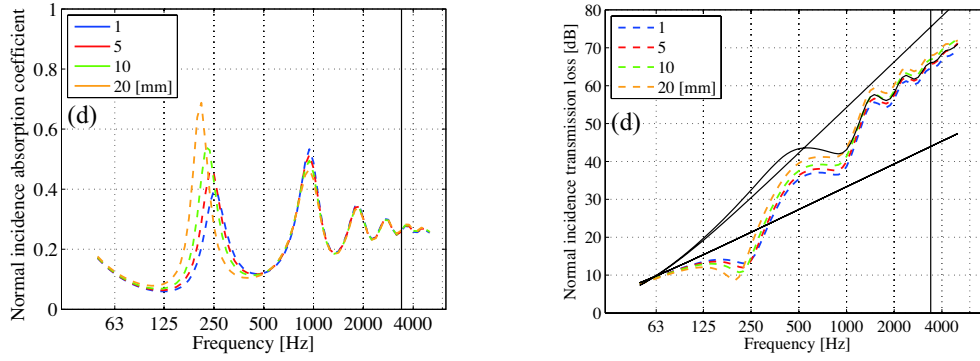 Normal incidence absorption coefficient
1
0.8
0.6
0.4
0.2
0
1
5
10
20 [mm]
(d)
63 125 250 500 1000 2000 4000
Frequency [Hz]
Normal incidence transmission loss [dB]
80
70
60
50
40
30
20
10
0
1
5
10
20 [mm]
(d)
63 125 250 500 1000 2000 4000
Frequency [Hz]